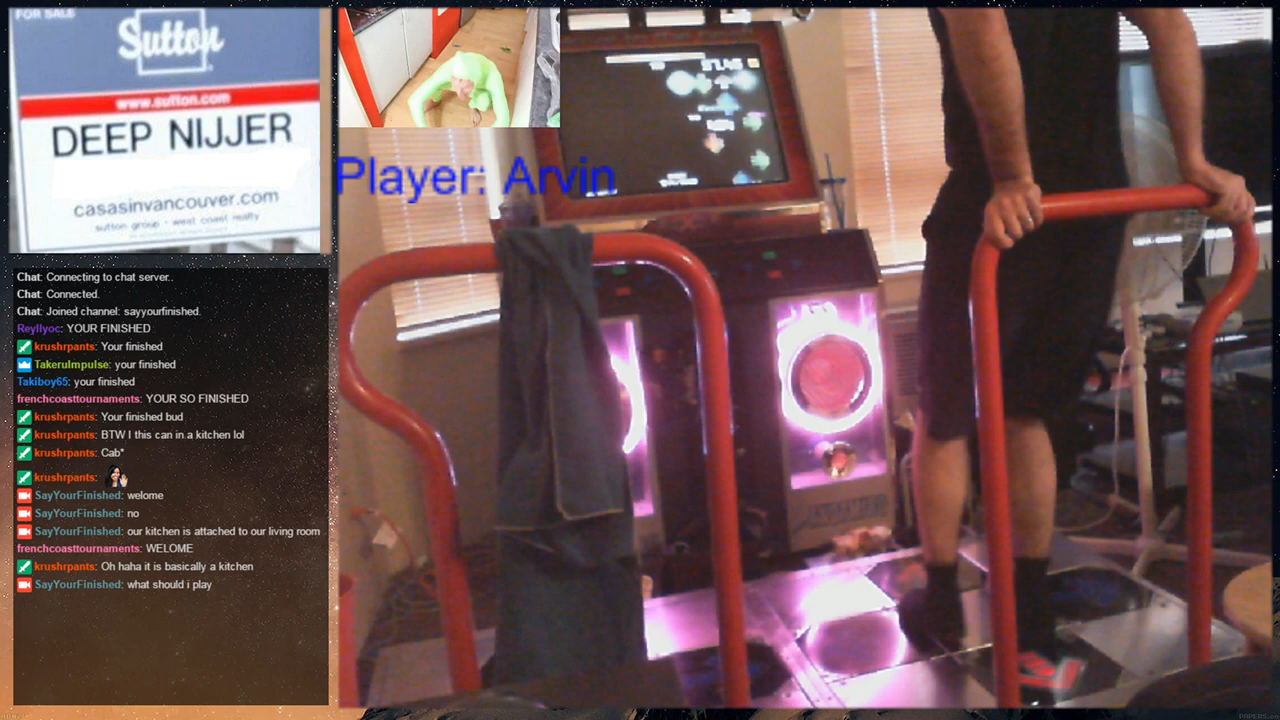 FOR SALE
Sutton
www.sutton.com
DEEP NIJJER
casasinvancouver.com
sutton group - west coast realty
Player: Arvin
Chat: Connecting to chat server..
Chat: Connected.
Chat: Joined channel: sayyourfinished.
Reyllyoc: YOUR FINISHED
krushrpants: Your finished
TakeruImpulse: your finished
Takiboy65: your finished
frenchcoasttournaments: YOUR SO FINISHED
krushrpants: Your finished bud
krushrpants: BTW I this can in a kitchen lol
krushrpants: Cab*
krushrpants:
SayYourFinished: welome
SayYourFinished: no
SayYourFinished: our kitchen is attached to our living room
frenchcoasttournaments: WELOME
krushrpants: Oh haha it is basically a kitchen
SayYourFinished: what should i play